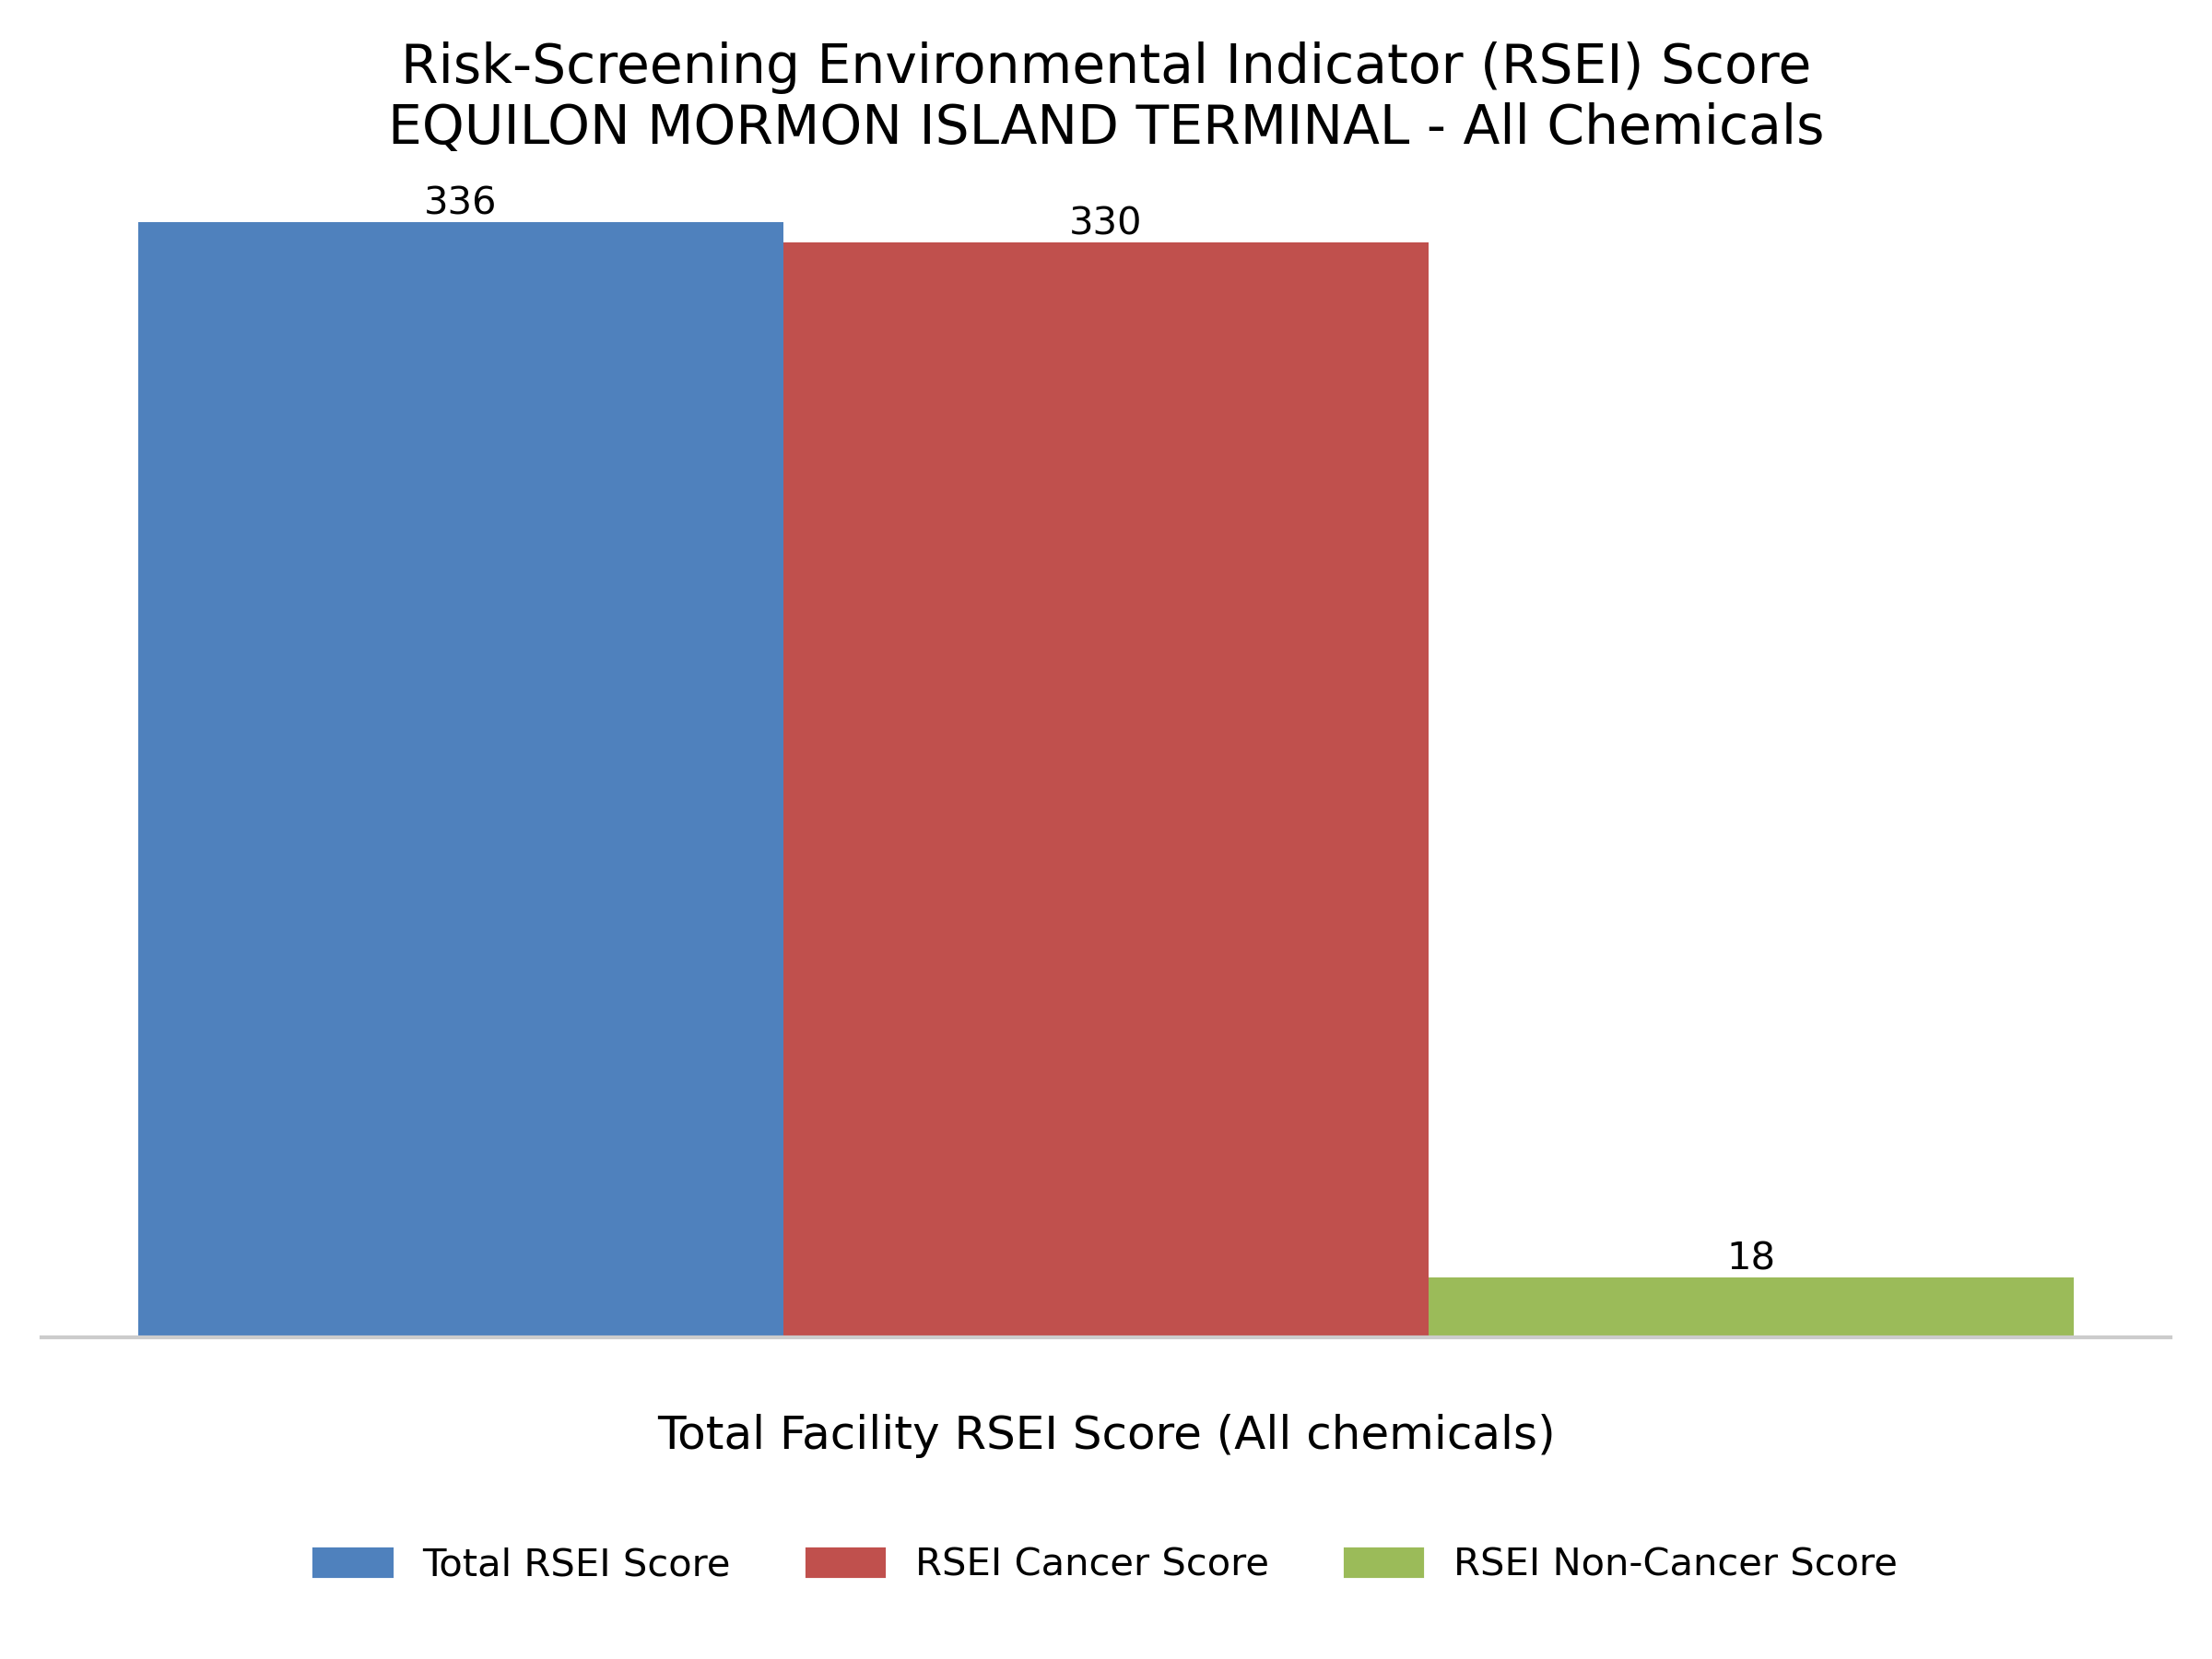 Risk-Screening Environmental Indicator (RSEI) Score
EQUILON MORMON ISLAND TERMINAL - All Chemicals
336
330
18
Total Facility RSEI Score (All chemicals)
Total RSEI Score
RSEI Cancer Score
RSEI Non-Cancer Score